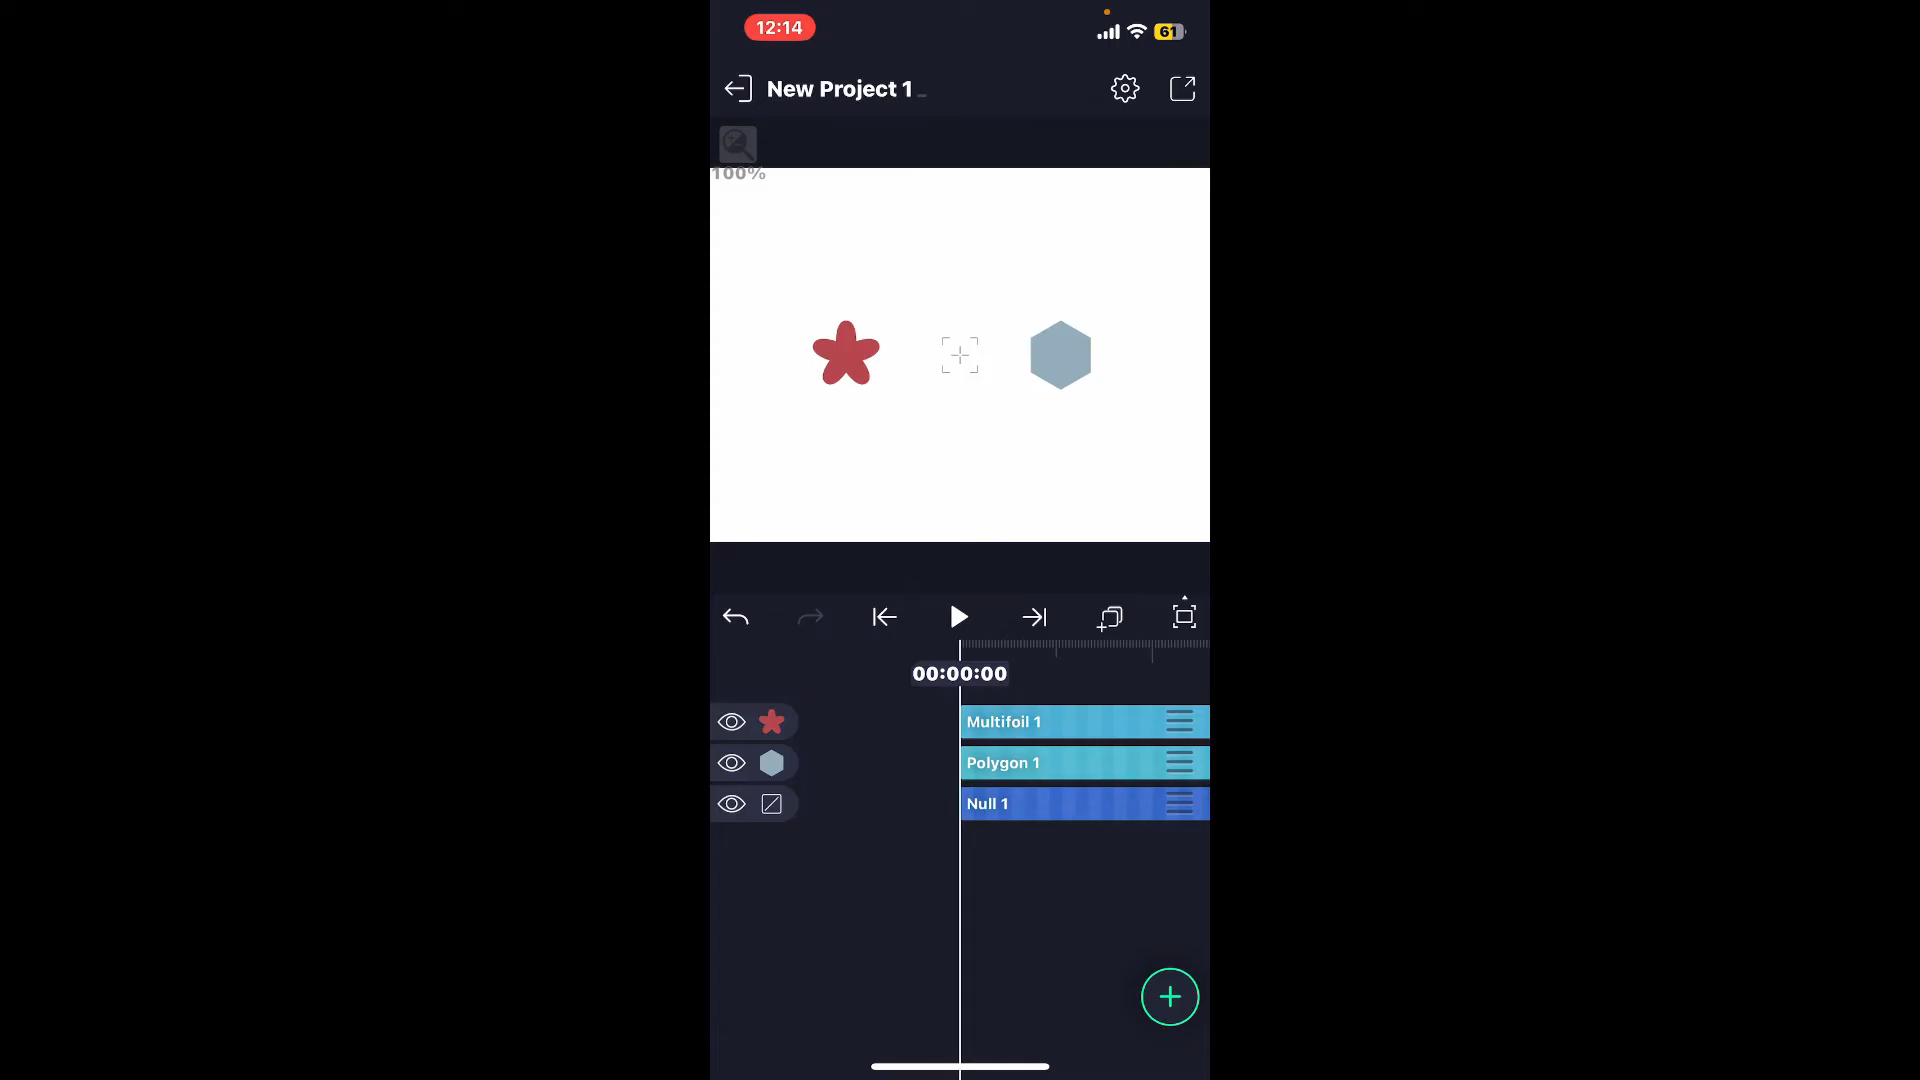 12:14
61
New Project 1
100%
00:00:00
Multifoil 1
Polygon 1
Null 1